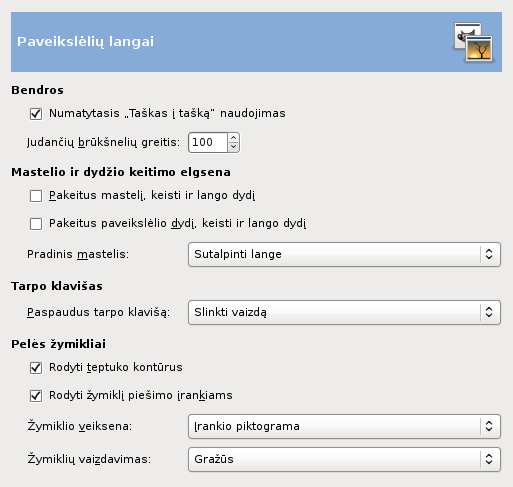 Paveikslėlių langai
Bendros
Numatytasis „Taškas į tašką“ naudojimas
Judančių brūkšnelių greitis: 100
Mastelio ir dydžio keitimo elgsena
Pakeitus mastelį, keisti ir lango dydį
Pakeitus paveikslėlio dydį, keisti ir lango dydį
Pradinis mastelis: Sutalpinti lange
Tarpo klavišas
Paspaudus tarpo klavišą: Slinkti vaizdą
Pelės žymikliai
Rodyti teptuko kontūrus
Rodyti žymiklį piešimo įrankiams
Žymiklio veiksena: Įrankio piktograma
Žymiklių vaizdavimas: Gražūs